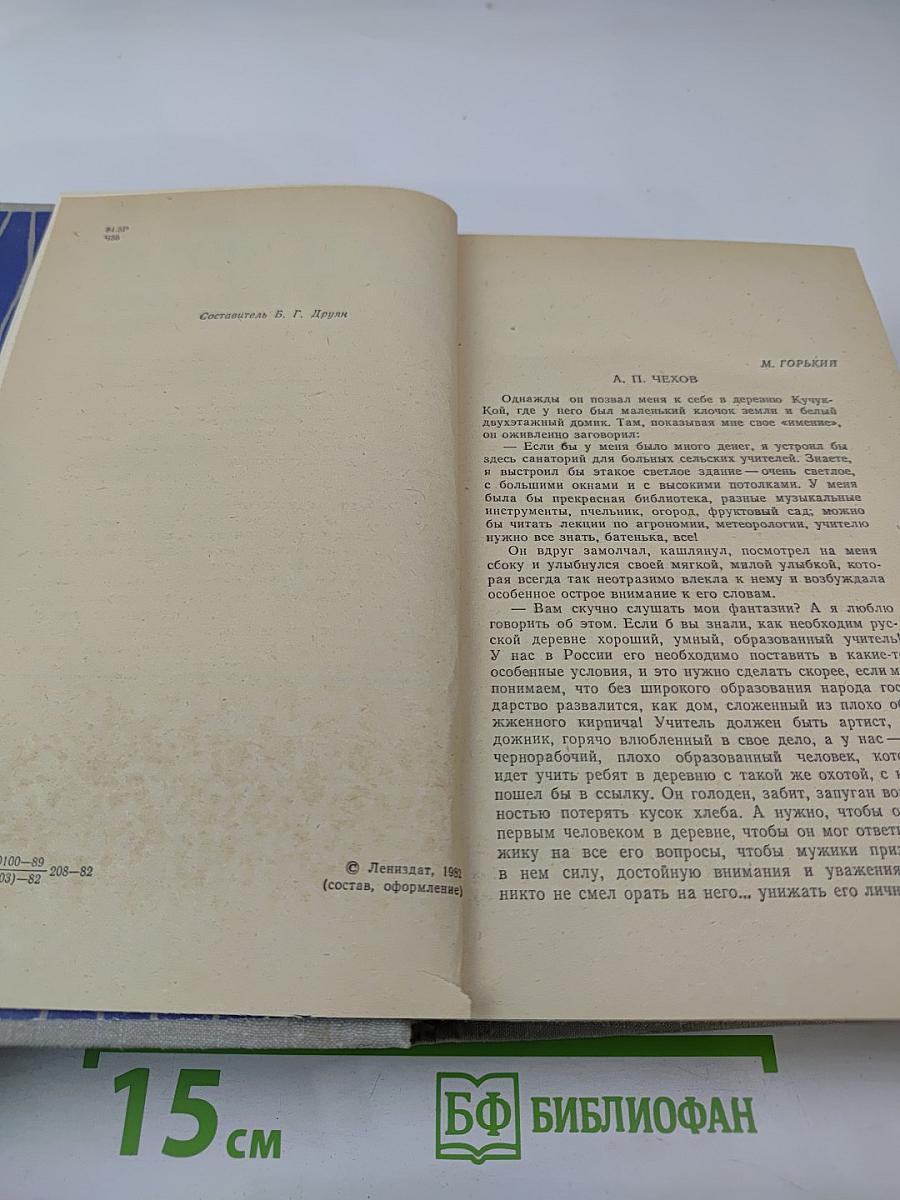 84.3Р
Ч56
Составитель Б. Г. Друян
0100—89
03)—82
208—82
© Лениздат, 1982
(состав, оформление)
М. ГОРЬКИЙ
А. П. ЧЕХОВ
Однажды он позвал меня к себе в деревню Кучук-
Кой, где у него был маленький клочок земли и белый
двухэтажный домик. Там, показывая мне свое «имение»,
он оживленно заговорил:
— Если бы у меня было много денег, я устроил бы
здесь санаторий для больных сельских учителей. Знаете,
я выстроил бы этакое светлое здание — очень светлое,
с большими окнами и с высокими потолками. У меня
была бы прекрасная библиотека, разные музыкальные
инструменты, пчельник, огород, фруктовый сад; можно
бы читать лекции по агрономии, метеорологии, учителю
нужно все знать, батенька, все!
Он вдруг замолчал, кашлянул, посмотрел на меня
сбоку и улыбнулся своей мягкой, милой улыбкой, кото-
рая всегда так неотразимо влекла к нему и возбуждала
особенное острое внимание к его словам.
— Вам скучно слушать мои фантазии? А я люблю
говорить об этом. Если б вы знали, как необходим рус-
ской деревне хороший, умный, образованный учитель!
У нас в России его необходимо поставить в какие-т
особенные условия, и это нужно сделать скорее, если м
понимаем, что без широкого образования народа гос
дарство развалится, как дом, сложенный из плохо об
жженного кирпича! Учитель должен быть артист,
дожник, горячо влюбленный в свое дело, а у нас —
чернорабочий, плохо образованный человек, кото
идет учить ребят в деревню с такой же охотой, с к
пошел бы в ссылку. Он голоден, забит, запуган воз
ностью потерять кусок хлеба. А нужно, чтобы о
первым человеком в деревне, чтобы он мог ответи
жику на все его вопросы, чтобы мужики приз
в нем силу, достойную внимания и уважения
никто не смел орать на него... унижать его личн
15 см
БФ БИБЛИОФАН